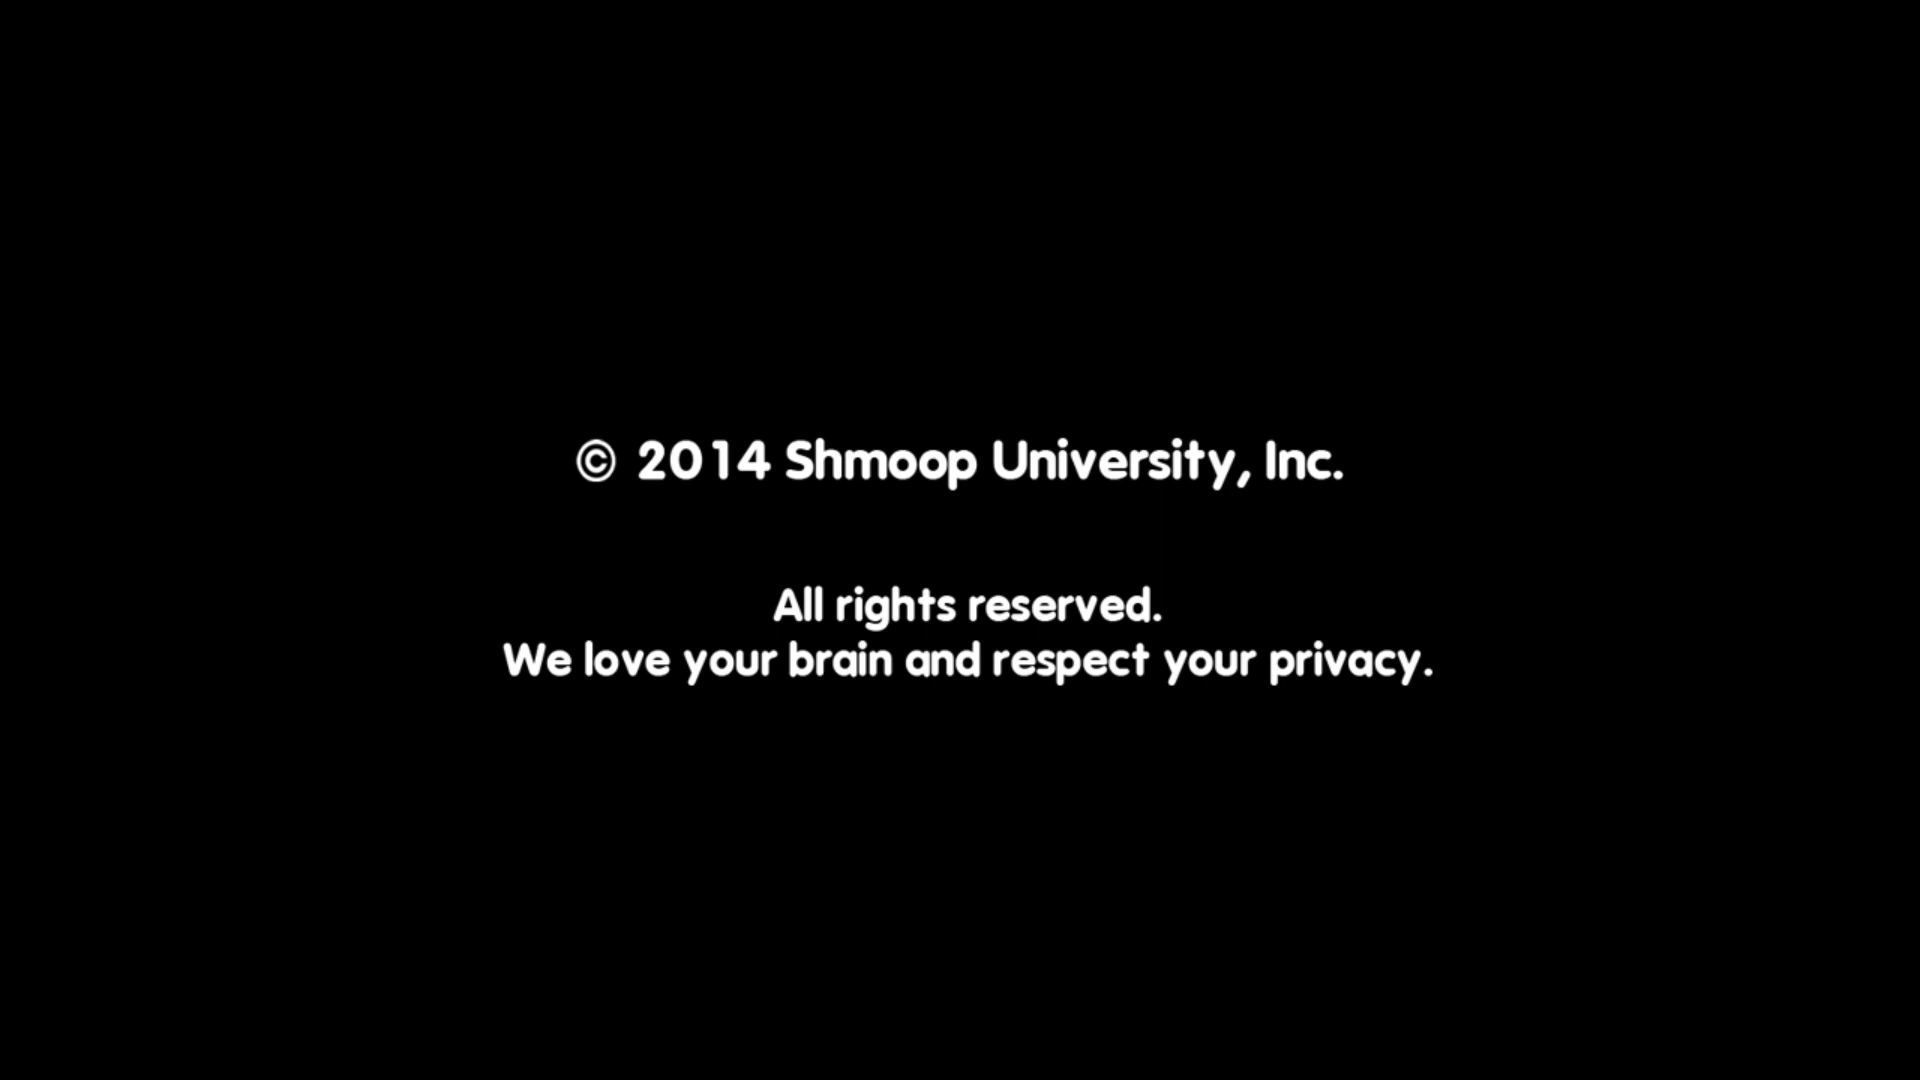 © 2014 Shmoop University, Inc.
All rights reserved.
We love your brain and respect your privacy.